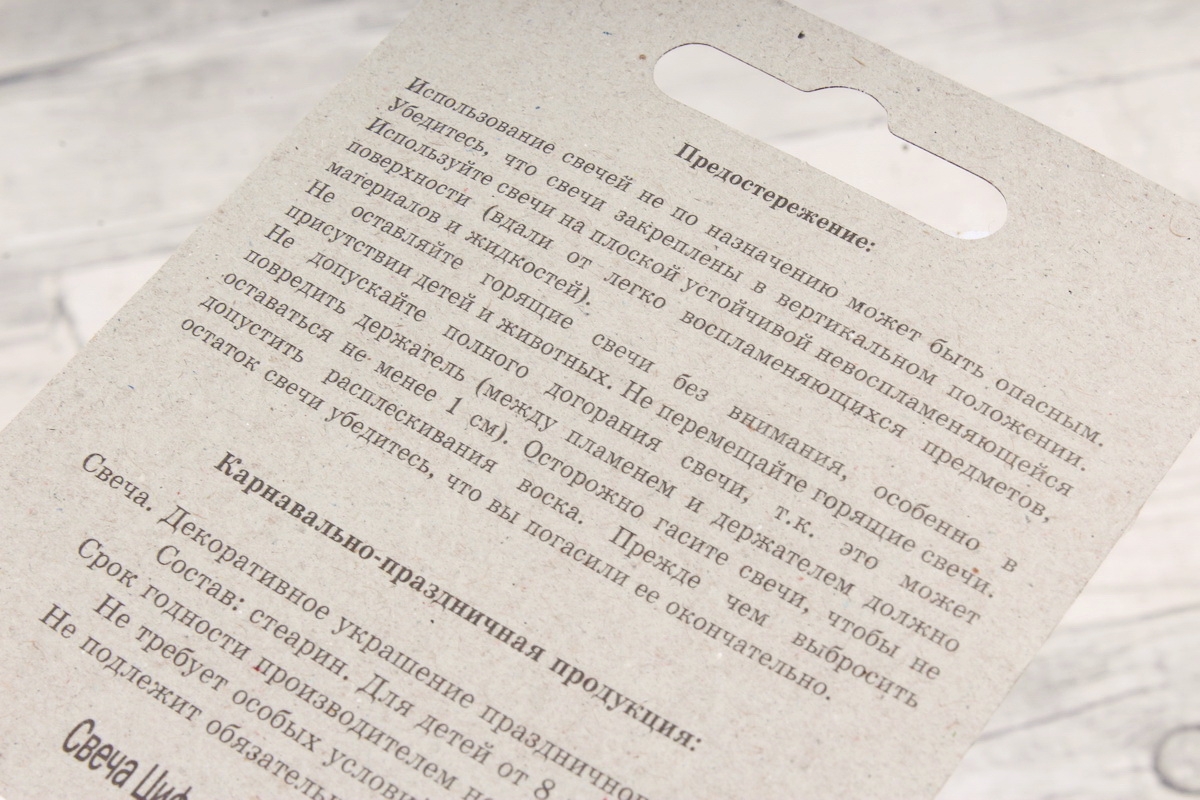 Предостережение:
Использование свечей не по назначению может быть опасным.
Убедитесь, что свечи закреплены в вертикальном положении.
Используйте свечи на плоской устойчивой невоспламеняющейся
поверхности (вдали от легко воспламеняющихся предметов,
материалов и жидкостей).
Не оставляйте горящие свечи без внимания, особенно в
присутствии детей и животных. Не перемещайте горящие свечи.
Не допускайте полного догорания свечи, т.к. это может
повредить держатель (между пламенем и держателем должно
оставаться не менее 1 см). Осторожно гасите свечи, чтобы не
допустить расплескивания воска. Прежде чем выбросить
остаток свечи убедитесь, что вы погасили ее окончательно.
Карнавально-праздничная продукция:
Свеча. Декоративное украшение праздничного
Состав: стеарин. Для детей от 8
Срок годности производителем
Не требует особых
Не подлежит
Свеча